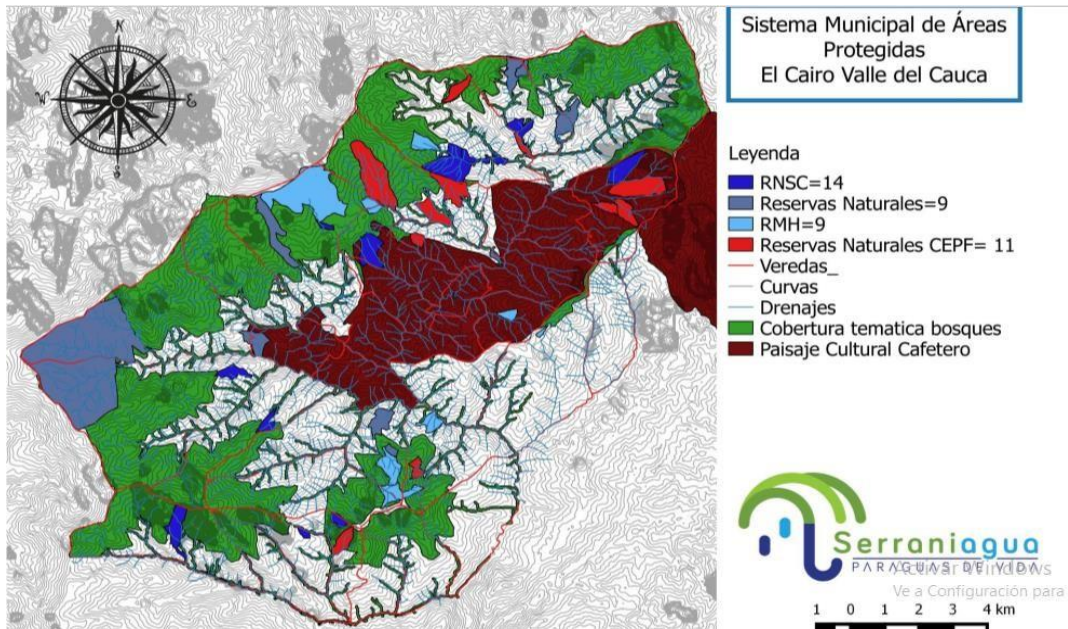 Sistema Municipal de Áreas
Protegidas
El Cairo Valle del Cauca
N
W
E
S
Leyenda
RNSC=14
Reservas Naturales=9
RMH=9
Reservas Naturales CEPF= 11
Veredas_
Curvas
Drenajes
Cobertura tematica bosques
Paisaje Cultural Cafetero
Serraniagua
PARAGUAS DE VIDA
Activar Windows
Ve a Configuración para
1 0 1 2 3 4 km